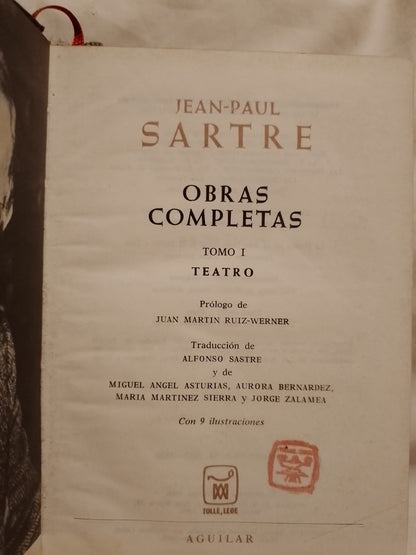 JEAN-PAUL
SARTRE
OBRAS
COMPLETAS
TOMO I
TEATRO
Prólogo de
JUAN MARTIN RUIZ-WERNER
Traducción de
ALFONSO SASTRE
y de
MIGUEL ANGEL ASTURIAS, AURORA BERNARDEZ,
MARIA MARTINEZ SIERRA y JORGE ZALAMEA
Con 9 ilustraciones
TOLLE, LEGE
AGUILAR